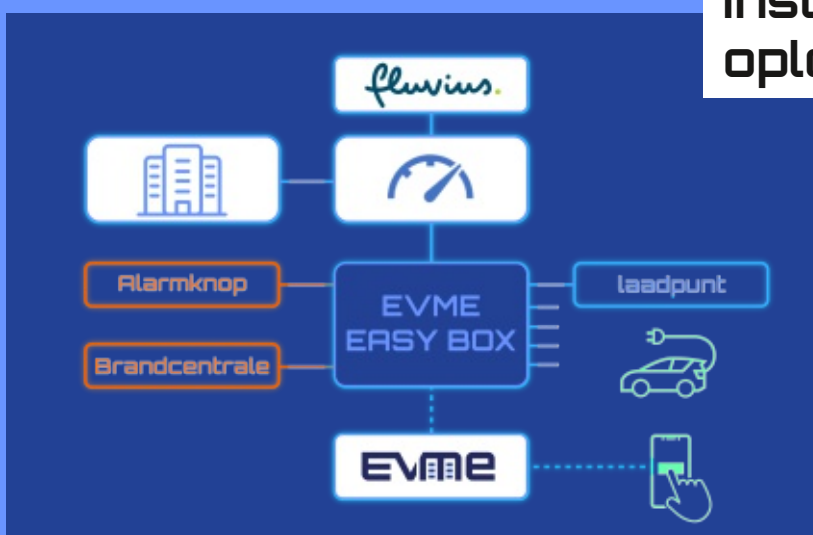 fluvius.
Alarmknop
Brandcentrale
EVME
EASY BOX
laadpunt
EVME